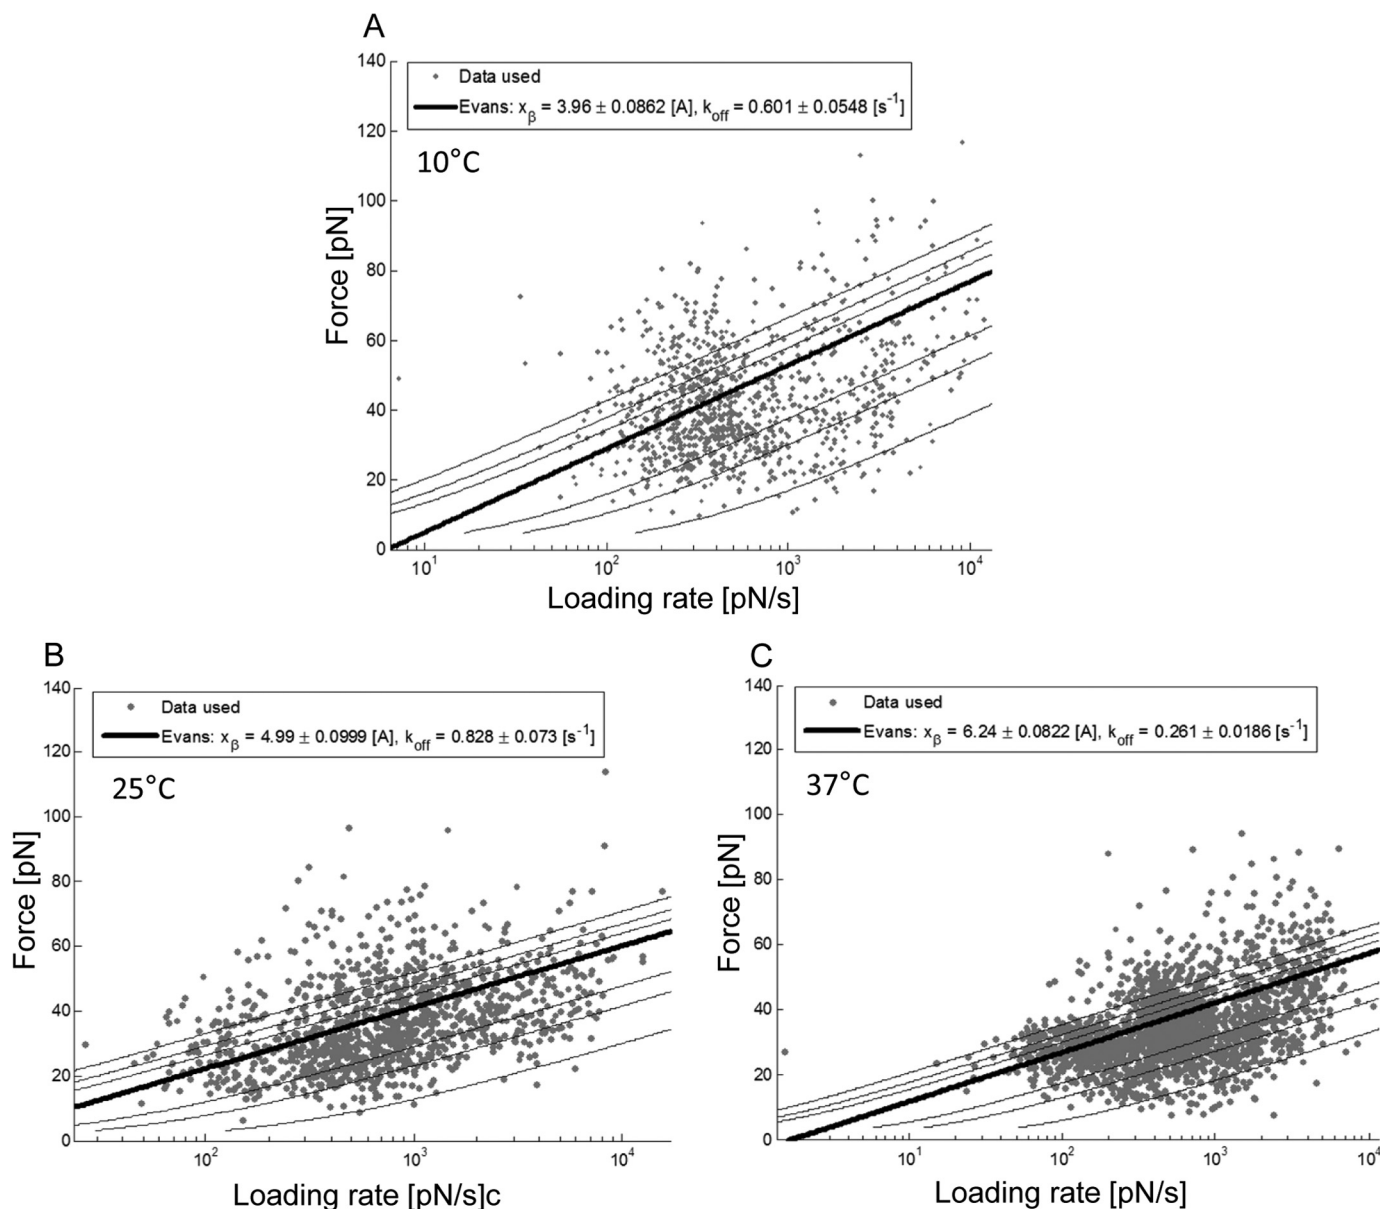 A
140
120
100
80
60
40
20
0
Force [pN]
Data used
Evans: xβ = 3.96 ± 0.0862 [A], koff = 0.601 ± 0.0548 [s⁻¹]
10°C
10¹ 10² 10³ 10⁴
Loading rate [pN/s]
B
140
120
100
80
60
40
20
0
Force [pN]
Data used
Evans: xβ = 4.99 ± 0.0999 [A], koff = 0.828 ± 0.073 [s⁻¹]
25°C
10² 10³ 10⁴
Loading rate [pN/s]c
C
140
120
100
80
60
40
20
0
Force [pN]
Data used
Evans: xβ = 6.24 ± 0.0822 [A], koff = 0.261 ± 0.0186 [s⁻¹]
37°C
10¹ 10² 10³ 10⁴
Loading rate [pN/s]